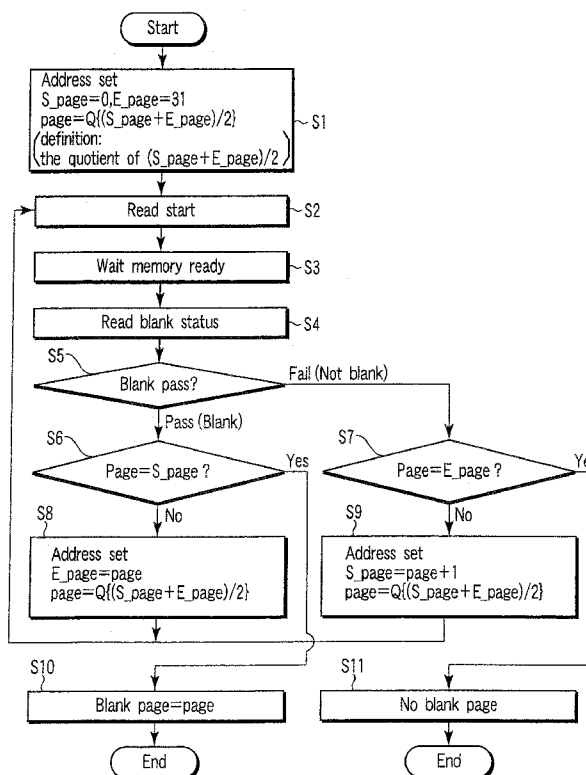 Start
Address set
S_page=0,E_page=31
page=Q{(S_page+E_page)/2}
(definition:
the quotient of (S_page+E_page)/2)
S1
Read start
S2
Wait memory ready
S3
Read blank status
S4
S5
Blank pass?
Fail(Not blank)
Pass(Blank)
S6
Page=S_page?
Yes
No
S7
Page=E_page?
Ye
No
S8
Address set
E_page=page
page=Q{(S_page+E_page)/2}
S9
Address set
S_page=page+1
page=Q{(S_page+E_page)/2}
S10
Blank page=page
End
S11
No blank page
End